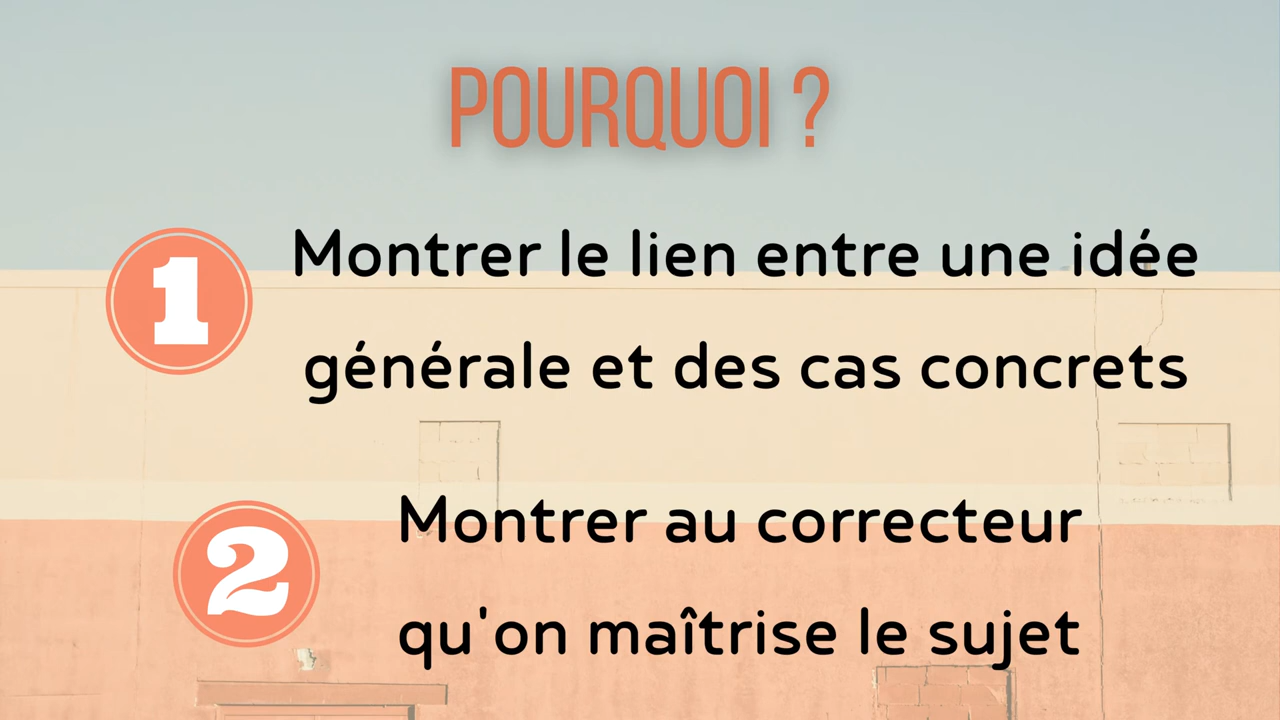 POURQUOI ?
1
Montrer le lien entre une idée
générale et des cas concrets
2
Montrer au correcteur
qu'on maîtrise le sujet